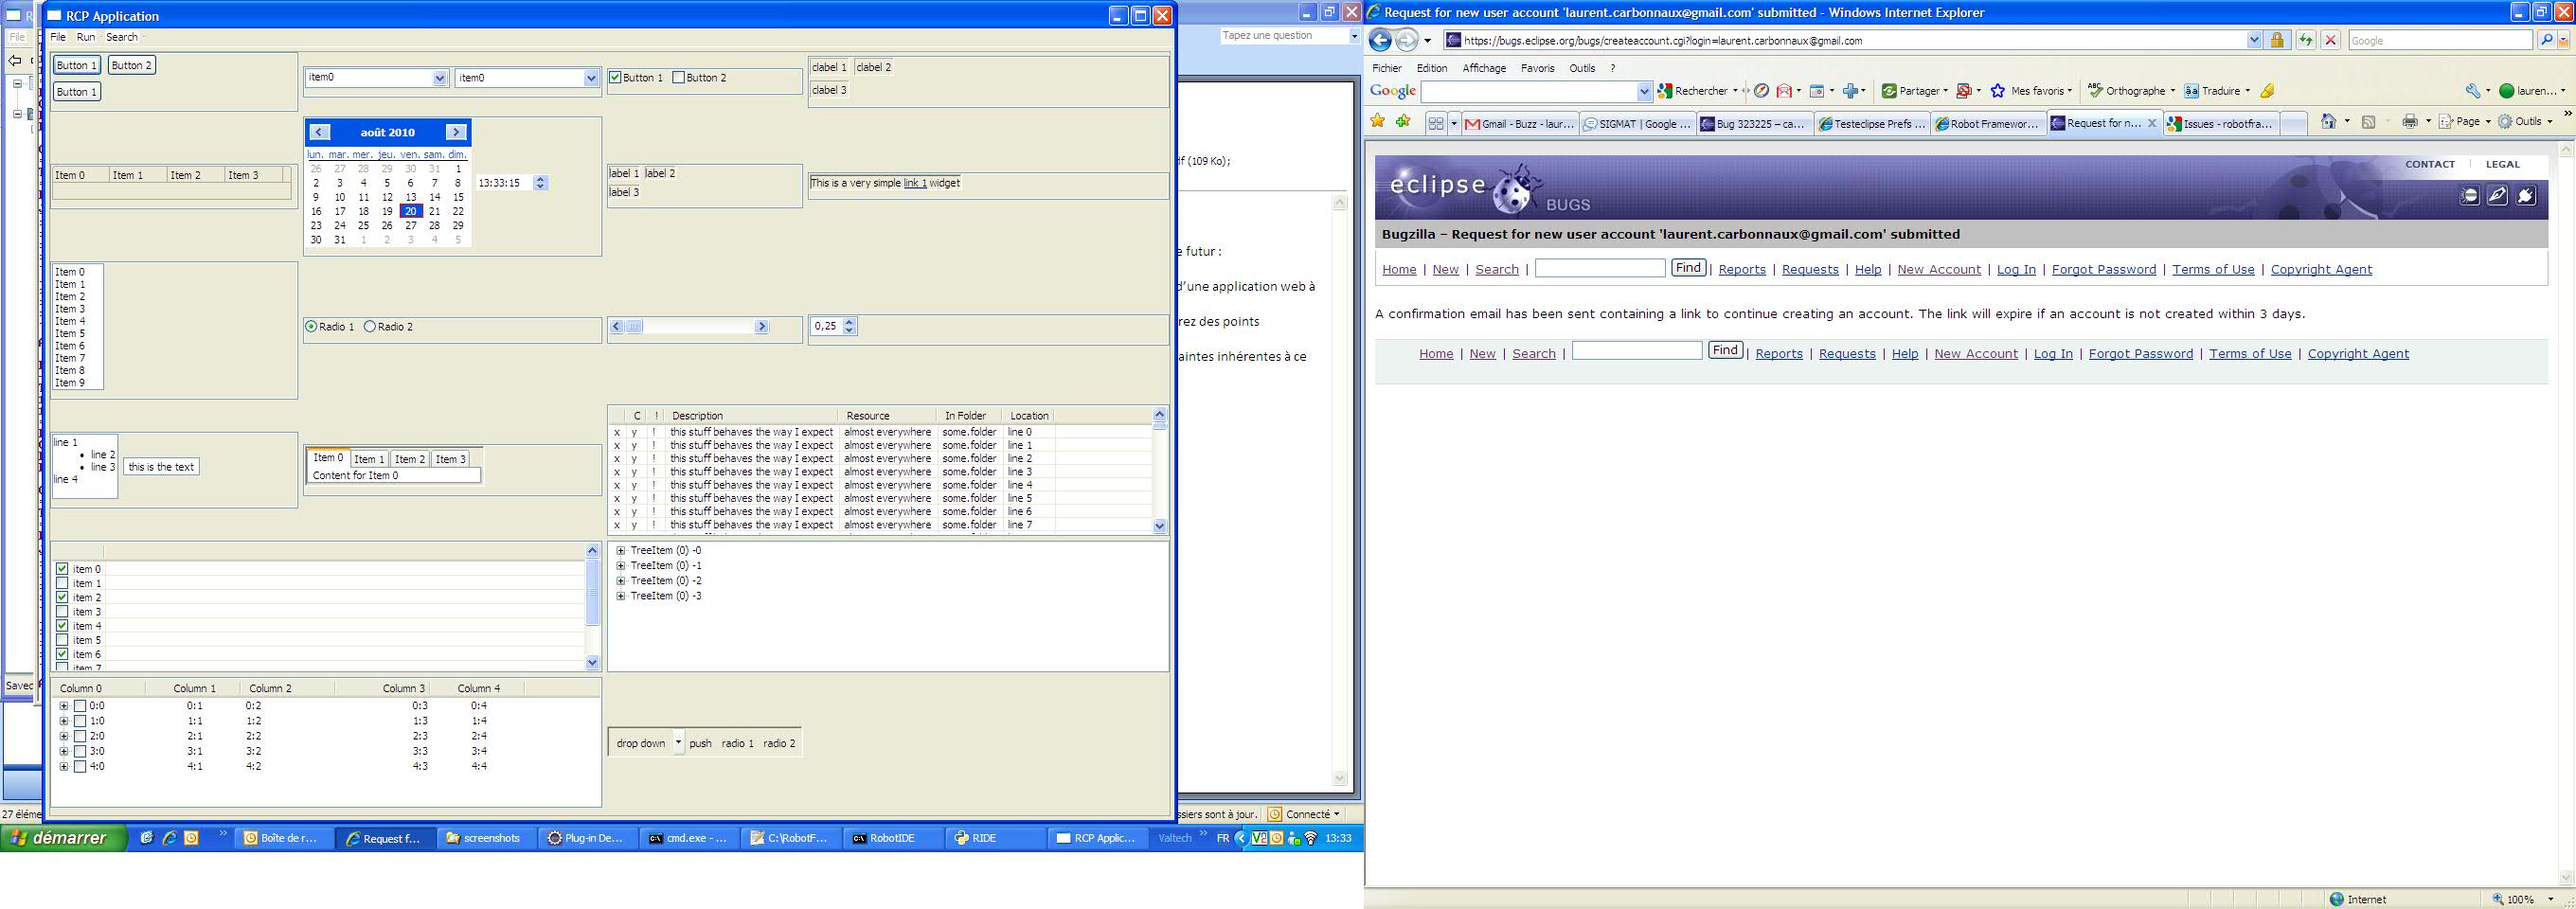 RCP Application
File Run Search
Button 1 Button 2
Button 1
item0 item0
Button 1 Button 2
clabel 1 clabel 2
clabel 3
Item 0 Item 1 Item 2 Item 3
août 2010
lun. mar. mer. jeu. ven. sam. dim.
26 27 28 29 30 31 1
2 3 4 5 6 7 8
9 10 11 12 13 14 15
16 17 18 19 20 21 22
23 24 25 26 27 28 29
30 31 1 2 3 4 5
13:33:15
label 1 label 2
label 3
This is a very simple link 1 widget
Item 0
Item 1
Item 2
Item 3
Item 4
Item 5
Item 6
Item 7
Item 8
Item 9
Radio 1 Radio 2
0,25
line 1
• line 2
• line 3
line 4
this is the text
Item 0 Item 1 Item 2 Item 3
Content for Item 0
C ! Description Resource In Folder Location
x y ! this stuff behaves the way I expect almost everywhere some.folder line 0
x y ! this stuff behaves the way I expect almost everywhere some.folder line 1
x y ! this stuff behaves the way I expect almost everywhere some.folder line 2
x y ! this stuff behaves the way I expect almost everywhere some.folder line 3
x y ! this stuff behaves the way I expect almost everywhere some.folder line 4
x y ! this stuff behaves the way I expect almost everywhere some.folder line 5
x y ! this stuff behaves the way I expect almost everywhere some.folder line 6
x y ! this stuff behaves the way I expect almost everywhere some.folder line 7
item 0
item 1
item 2
item 3
item 4
item 5
item 6
item 7
TreeItem (0) -0
TreeItem (0) -1
TreeItem (0) -2
TreeItem (0) -3
Column 0 Column 1 Column 2 Column 3 Column 4
0:0 0:1 0:2 0:3 0:4
1:0 1:1 1:2 1:3 1:4
2:0 2:1 2:2 2:3 2:4
3:0 3:1 3:2 3:3 3:4
4:0 4:1 4:2 4:3 4:4
drop down push radio 1 radio 2
File
Tapez une question
df (109 Ko);
e futur :
d'une application web à
rez des points
aintes inhérentes à ce
Savec
27 éléme
ssiers sont à jour. Connecté
démarrer
Boîte de r...
Request f...
screenshots
Plug-in De...
cmd.exe - ...
C:\RobotF...
RobotIDE
RIDE
RCP Applic...
Valtech FR 13:33
Request for new user account 'laurent.carbonnaux@gmail.com' submitted - Windows Internet Explorer
https://bugs.eclipse.org/bugs/createaccount.cgi?login=laurent.carbonnaux@gmail.com
Google
Fichier Edition Affichage Favoris Outils ?
Google Rechercher Partager Mes favoris Orthographe Traduire lauren...
Gmail - Buzz - laur... SIGMAT | Google ... Bug 323225 – ca... Testeclipse Prefs ... Robot Framewor... Request for n... Issues - robotfra... Page Outils
CONTACT LEGAL
eclipse
BUGS
Bugzilla – Request for new user account 'laurent.carbonnaux@gmail.com' submitted
Home | New | Search | Find | Reports | Requests | Help | New Account | Log In | Forgot Password | Terms of Use | Copyright Agent
A confirmation email has been sent containing a link to continue creating an account. The link will expire if an account is not created within 3 days.
Home | New | Search | Find | Reports | Requests | Help | New Account | Log In | Forgot Password | Terms of Use | Copyright Agent
Internet 100%